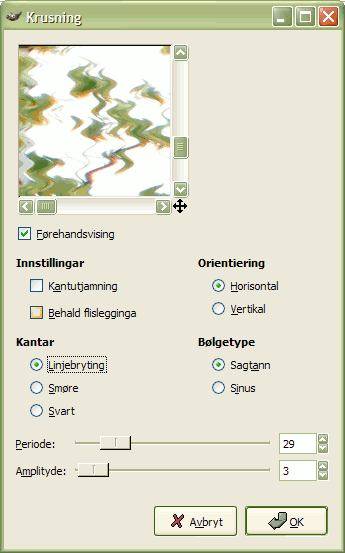 Krusning
Førehandsvising
Innstillingar
Orientiering
Kantutjamning
Horisontal
Behald flislegginga
Vertikal
Kantar
Bølgetype
Linjebryting
Sagtann
Smøre
Sinus
Svart
Periode:
29
Amplityde:
3
Avbryt
OK